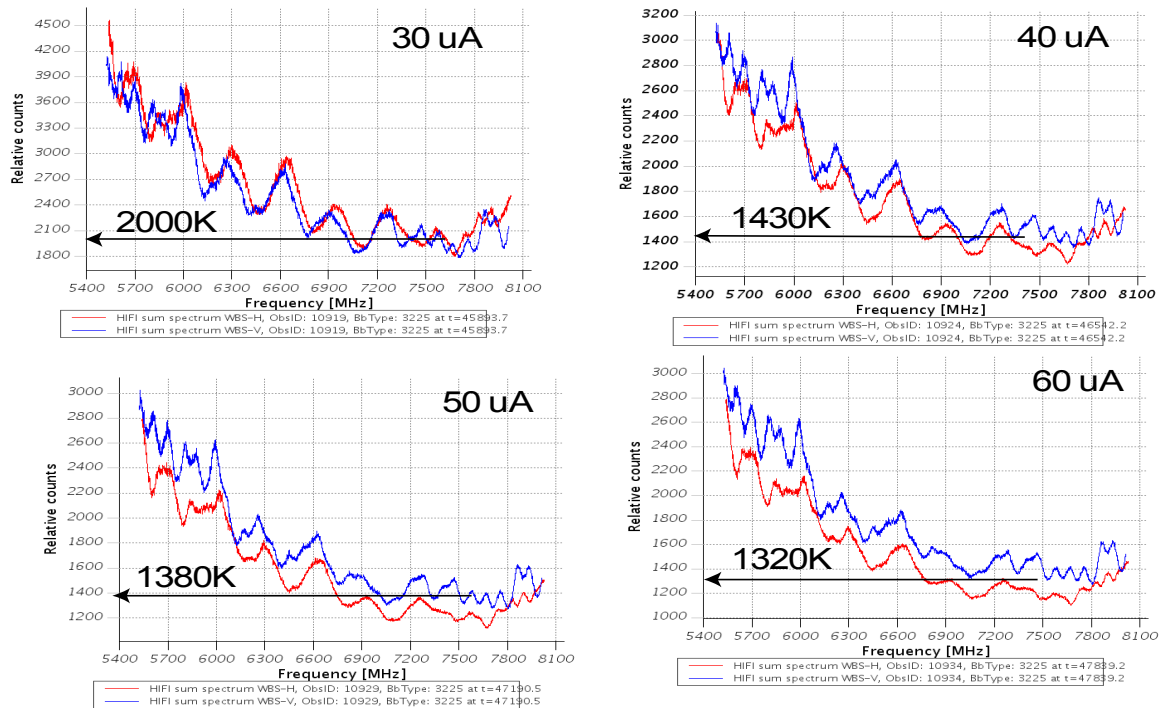 30 uA
4500
4200
3900
3600
3300
3000
2700
2400
2100
1800
Relative counts
2000K
5400 5700 6000 6300 6600 6900 7200 7500 7800 8100
Frequency [MHz]
HIFI sum spectrum WBS-H, ObsID: 10919, BbType: 3225 at t=45893.7
HIFI sum spectrum WBS-V, ObsID: 10919, BbType: 3225 at t=45893.7
40 uA
3200
3000
2800
2600
2400
2200
2000
1800
1600
1400
1200
Relative counts
1430K
5400 5700 6000 6300 6600 6900 7200 7500 7800 8100
Frequency [MHz]
HIFI sum spectrum WBS-H, ObsID: 10924, BbType: 3225 at t=46542.2
HIFI sum spectrum WBS-V, ObsID: 10924, BbType: 3225 at t=46542.2
50 uA
3000
2800
2600
2400
2200
2000
1800
1600
1400
1200
Relative counts
1380K
5400 5700 6000 6300 6600 6900 7200 7500 7800 8100
Frequency [MHz]
HIFI sum spectrum WBS-H, ObsID: 10929, BbType: 3225 at t=47190.5
HIFI sum spectrum WBS-V, ObsID: 10929, BbType: 3225 at t=47190.5
60 uA
3000
2800
2600
2400
2200
2000
1800
1600
1400
1200
1000
Relative counts
1320K
5400 5700 6000 6300 6600 6900 7200 7500 7800 8100
Frequency [MHz]
HIFI sum spectrum WBS-H, ObsID: 10934, BbType: 3225 at t=47839.2
HIFI sum spectrum WBS-V, ObsID: 10934, BbType: 3225 at t=47839.2